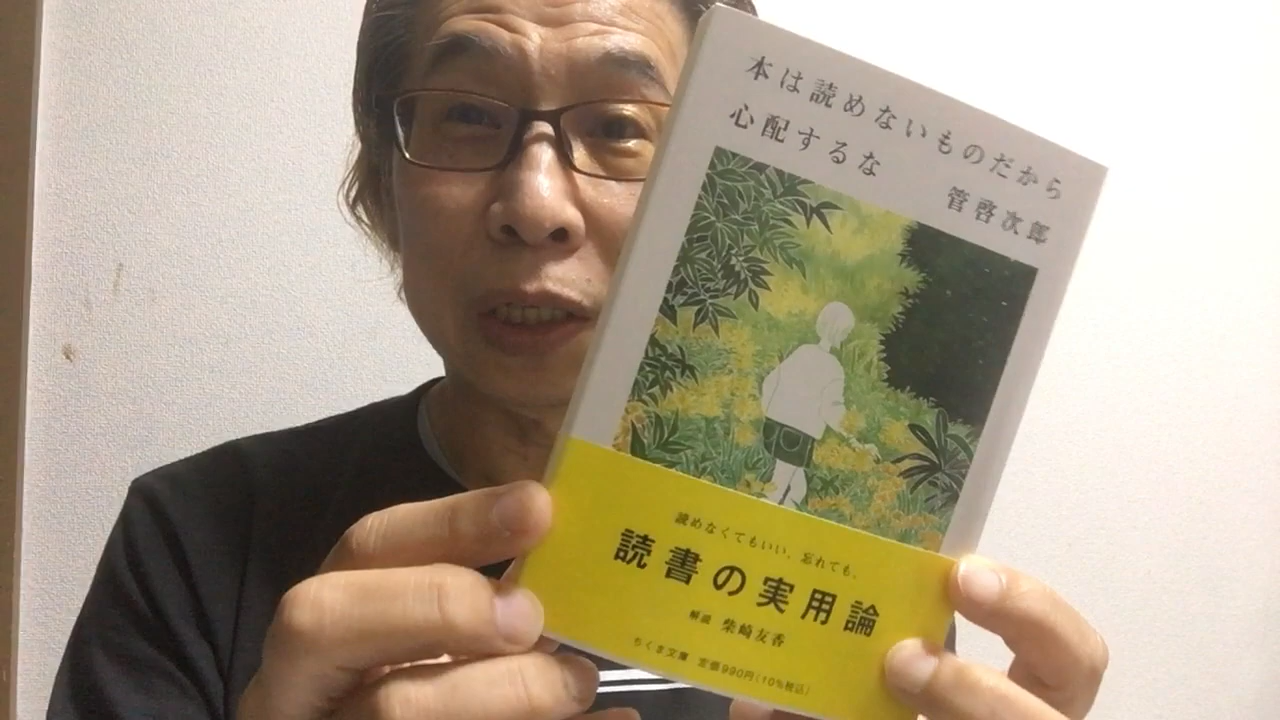 本は読めないものだから
心配するな
管啓次郎
読めなくてもいい、忘れても。
読書の実用論
解説 柴崎友香
ちくま文庫 定価990円(10%税込)